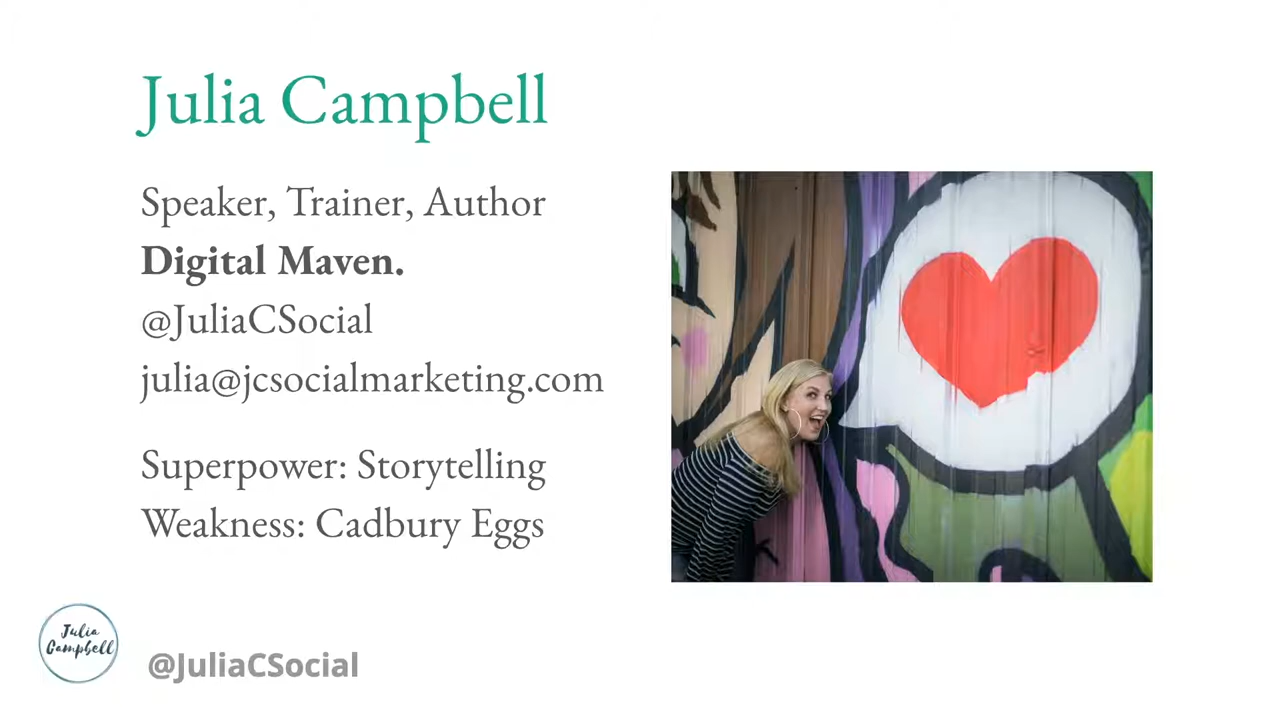 Julia Campbell
Speaker, Trainer, Author
Digital Maven.
@JuliaCSocial
julia@jcsocialmarketing.com
Superpower: Storytelling
Weakness: Cadbury Eggs
Julia
Campbell
@JuliaCSocial